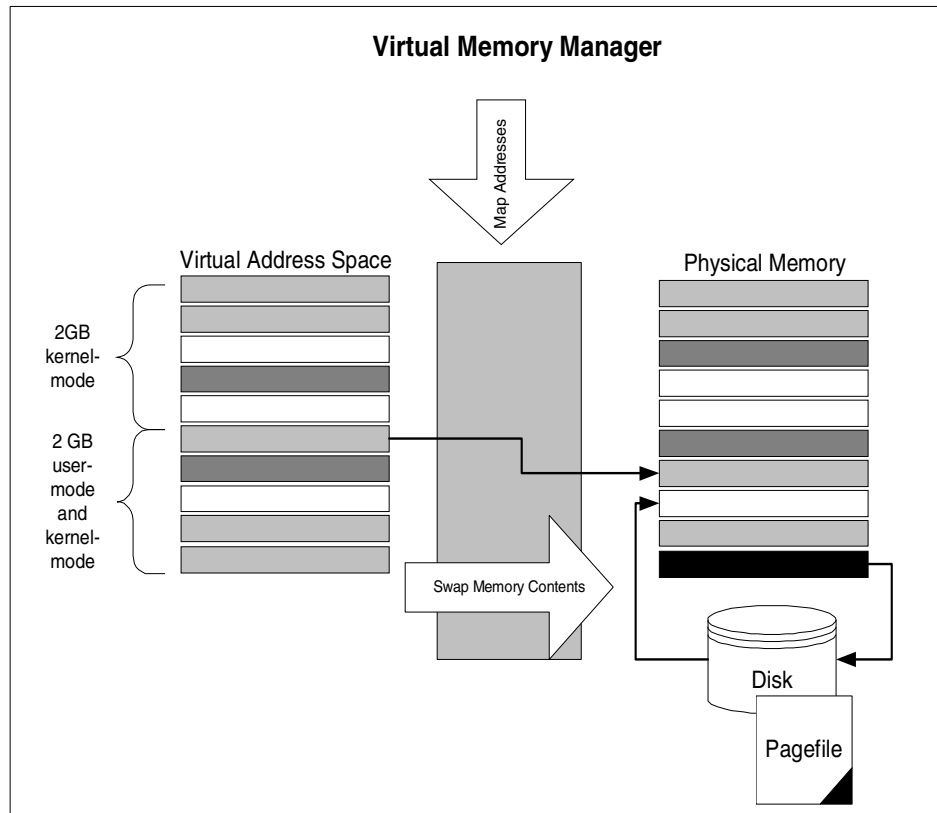 Virtual Memory Manager
Map Addresses
Virtual Address Space
Physical Memory
2GB
kernel-
mode
2 GB
user-
mode
and
kernel-
mode
Swap Memory Contents
Disk
Pagefile